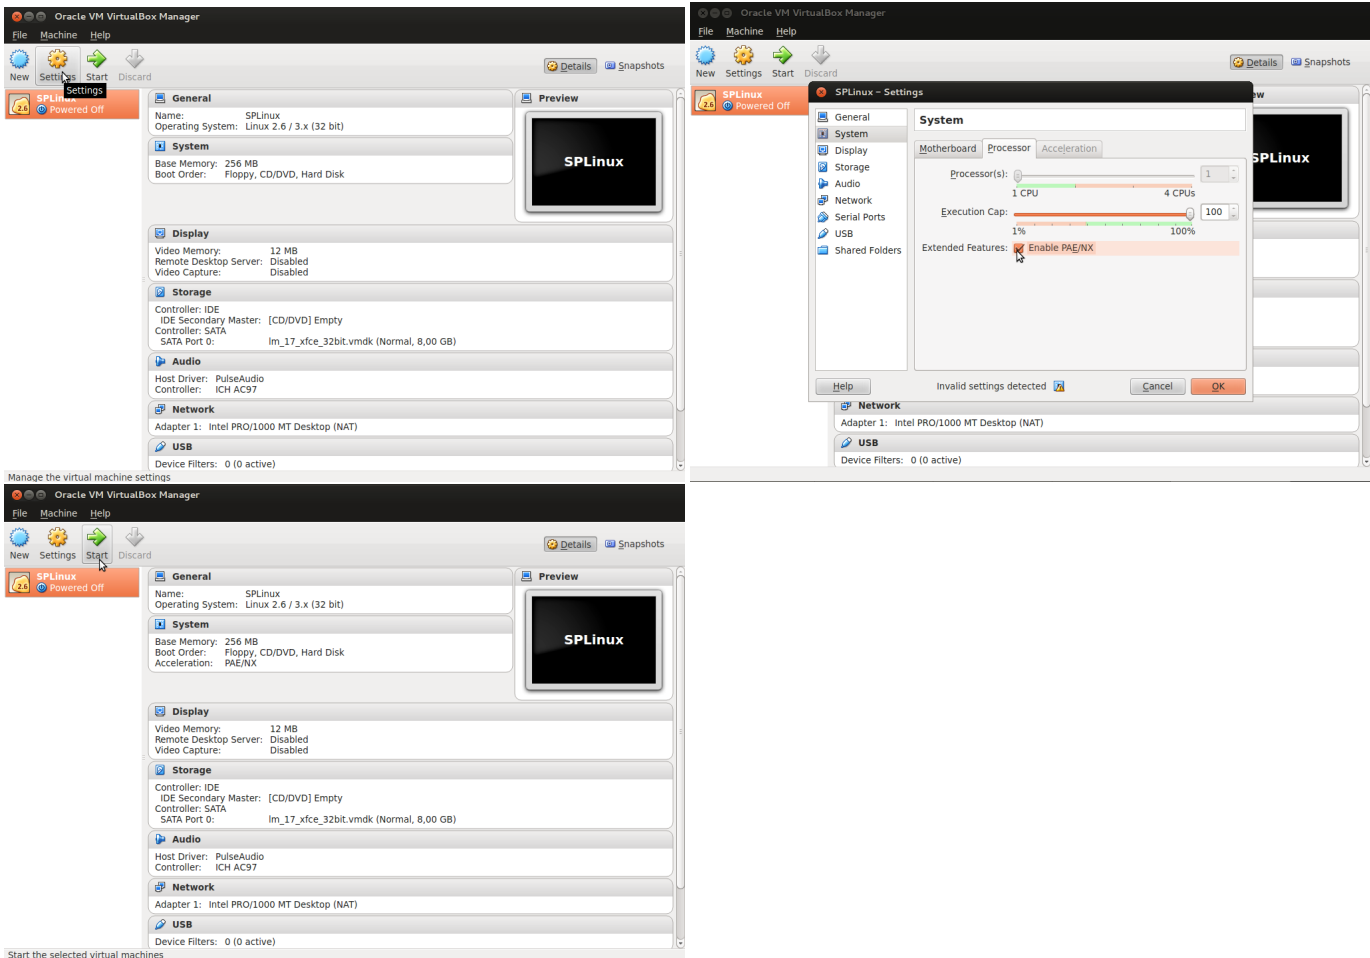 Oracle VM VirtualBox Manager
File Machine Help
New Settings Start Discard
Details Snapshots
Settings
SPLinux
Powered Off
2.6
General
Name: SPLinux
Operating System: Linux 2.6 / 3.x (32 bit)
System
Base Memory: 256 MB
Boot Order: Floppy, CD/DVD, Hard Disk
Preview
SPLinux
Display
Video Memory: 12 MB
Remote Desktop Server: Disabled
Video Capture: Disabled
Storage
Controller: IDE
IDE Secondary Master: [CD/DVD] Empty
Controller: SATA
SATA Port 0: lm_17_xfce_32bit.vmdk (Normal, 8,00 GB)
Audio
Host Driver: PulseAudio
Controller: ICH AC97
Network
Adapter 1: Intel PRO/1000 MT Desktop (NAT)
USB
Device Filters: 0 (0 active)
Manage the virtual machine settings
Oracle VM VirtualBox Manager
File Machine Help
New Settings Start Discard
Details Snapshots
SPLinux
Powered Off
2.6
SPLinux – Settings
ew
General
System
Display
Storage
Audio
Network
Serial Ports
USB
Shared Folders
System
Motherboard Processor Acceleration
Processor(s): 1
1 CPU 4 CPUs
Execution Cap: 100
1% 100%
Extended Features: Enable PAE/NX
Help Invalid settings detected Cancel OK
SPLinux
Network
Adapter 1: Intel PRO/1000 MT Desktop (NAT)
USB
Device Filters: 0 (0 active)
Oracle VM VirtualBox Manager
File Machine Help
New Settings Start Discard
Details Snapshots
SPLinux
Powered Off
2.6
General
Name: SPLinux
Operating System: Linux 2.6 / 3.x (32 bit)
System
Base Memory: 256 MB
Boot Order: Floppy, CD/DVD, Hard Disk
Acceleration: PAE/NX
Preview
SPLinux
Display
Video Memory: 12 MB
Remote Desktop Server: Disabled
Video Capture: Disabled
Storage
Controller: IDE
IDE Secondary Master: [CD/DVD] Empty
Controller: SATA
SATA Port 0: lm_17_xfce_32bit.vmdk (Normal, 8,00 GB)
Audio
Host Driver: PulseAudio
Controller: ICH AC97
Network
Adapter 1: Intel PRO/1000 MT Desktop (NAT)
USB
Device Filters: 0 (0 active)
Start the selected virtual machines